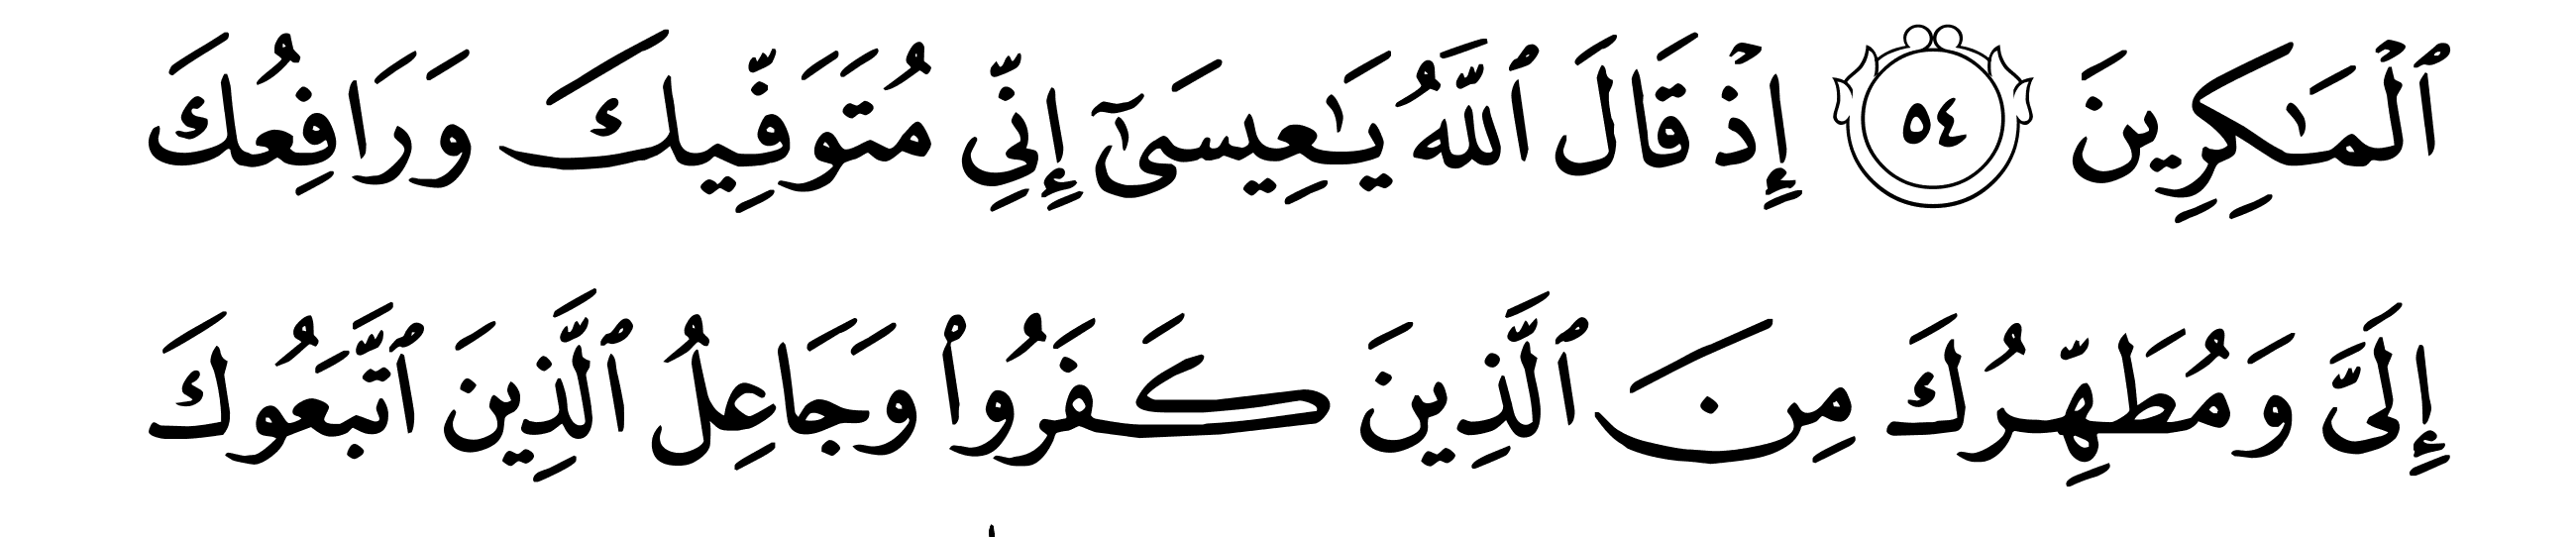 ٱلْمَـٰكِرِينَ ٥٤ إِذْ قَالَ ٱللَّهُ يَـٰعِيسَىٰٓ إِنِّي مُتَوَفِّيكَ وَرَافِعُكَ
إِلَيَّ وَمُطَهِّرُكَ مِنَ ٱلَّذِينَ كَفَرُوا۟ وَجَاعِلُ ٱلَّذِينَ ٱتَّبَعُوكَ